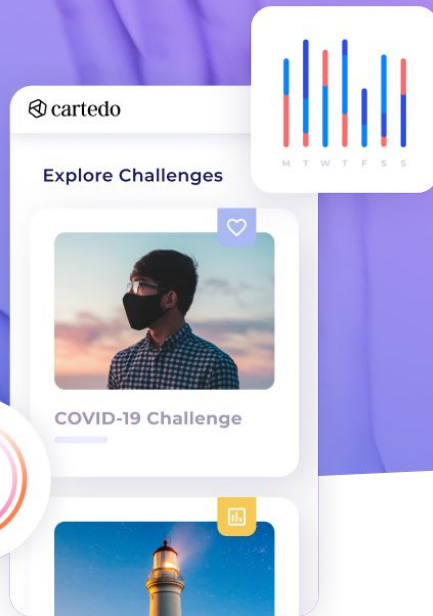 cartedo
M T W T F S S
Explore Challenges
COVID-19 Challenge